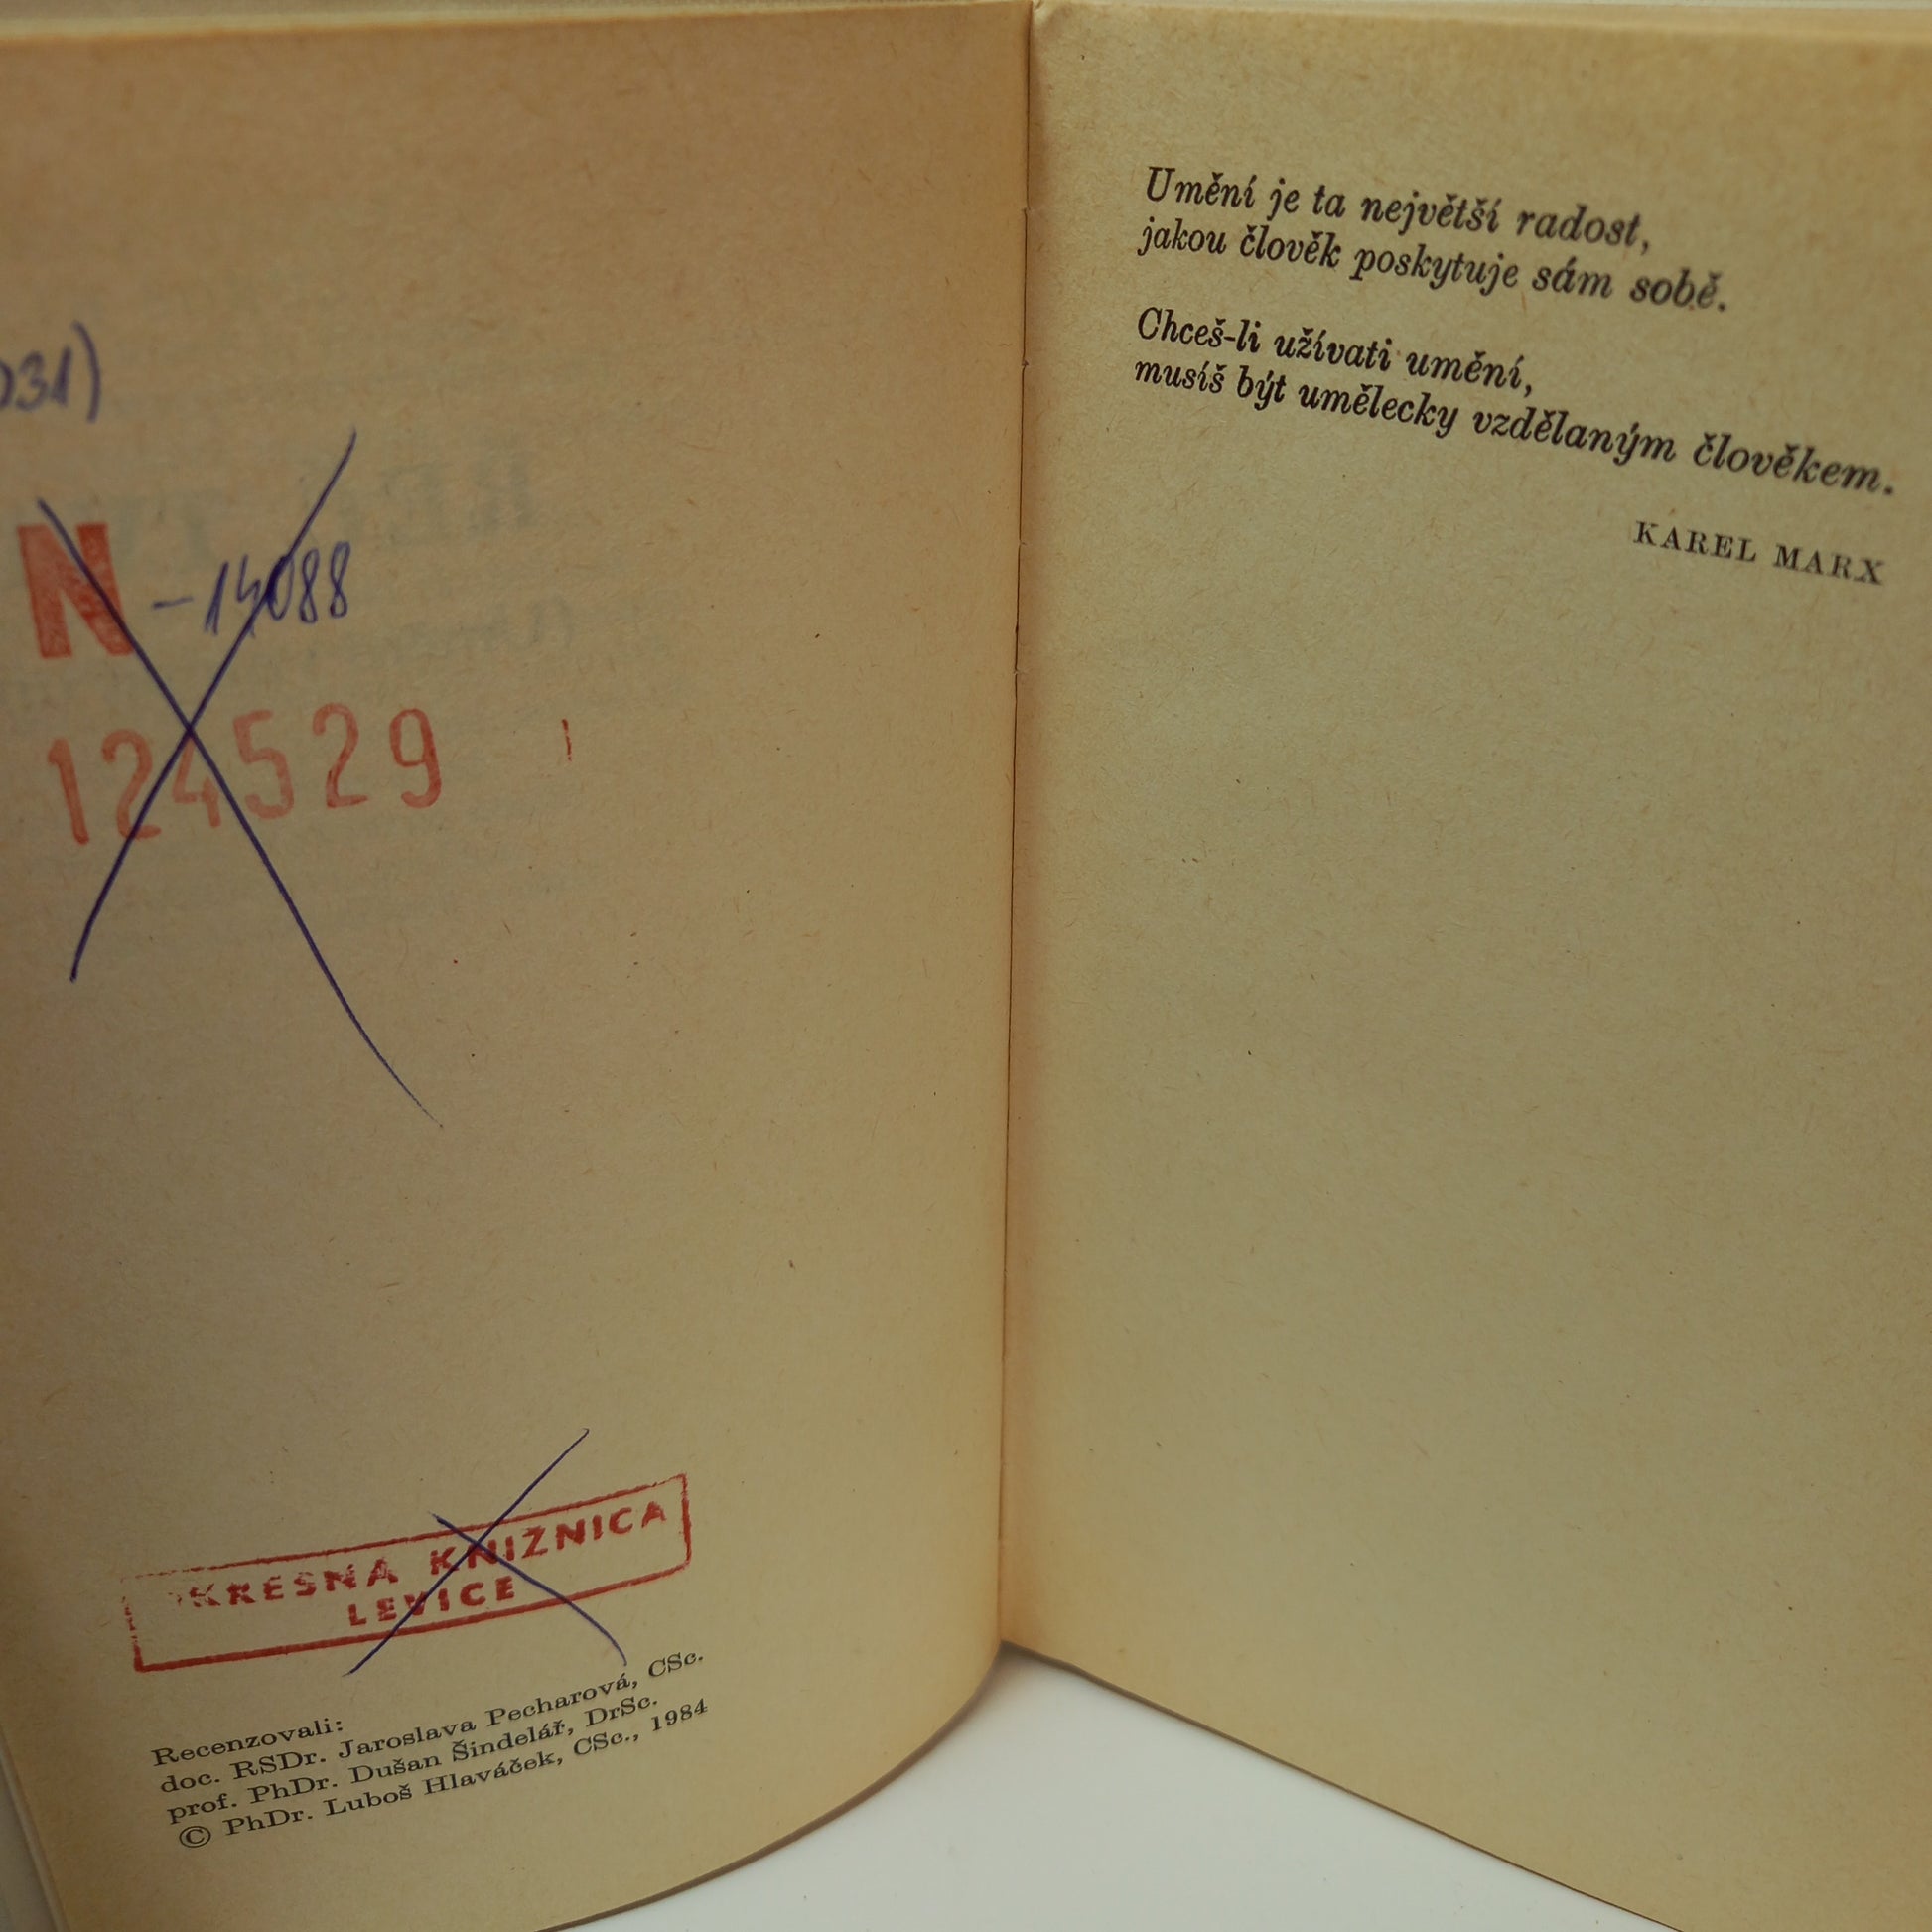 031)
N - 14088
124529
OKRESNÁ KNIŽNICA
LEVICE
Recenzovali:
doc. RSDr. Jaroslava Pecharová, CSc.
prof. PhDr. Dušan Šindelář, DrSc.
© PhDr. Luboš Hlaváček, CSc., 1984
Umění je ta největší radost,
jakou člověk poskytuje sám sobě.
Chceš-li užívati umění,
musíš být umělecky vzdělaným člověkem.
KAREL MARX